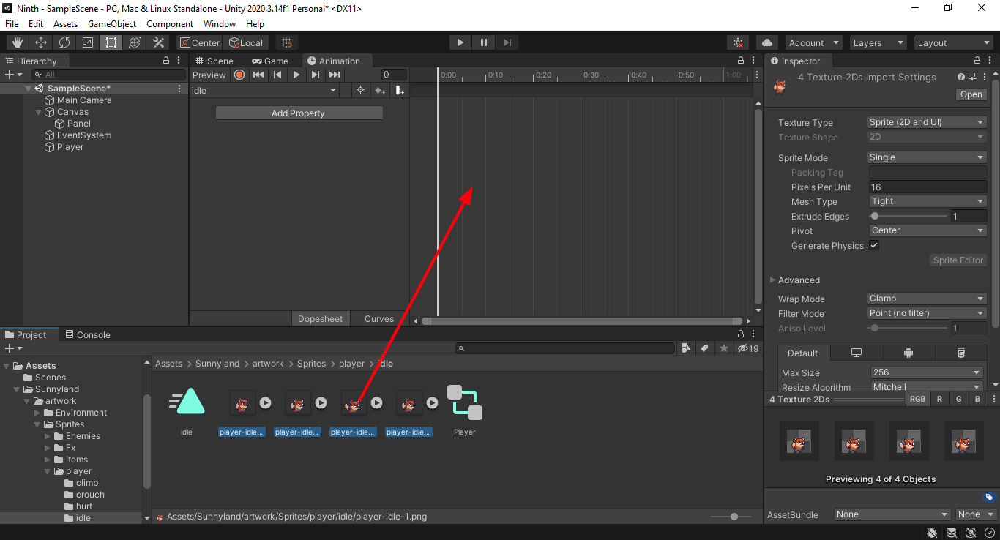 Ninth - SampleScene - PC, Mac & Linux Standalone - Unity 2020.3.14f1 Personal* <DX11>
File Edit Assets GameObject Component Window Help
Center Local Account Layers Layout
Hierarchy
All
SampleScene*
Main Camera
Canvas
Panel
EventSystem
Player
Scene Game Animation
Preview 0 0:00 0:10 0:20 0:30 0:40 0:50 1:00
idle
Add Property
Dopesheet Curves
Inspector
4 Texture 2Ds Import Settings
Open
Texture Type Sprite (2D and UI)
Texture Shape 2D
Sprite Mode Single
Packing Tag
Pixels Per Unit 16
Mesh Type Tight
Extrude Edges 1
Pivot Center
Generate Physics S
Sprite Editor
Advanced
Wrap Mode Clamp
Filter Mode Point (no filter)
Aniso Level 1
Default
Max Size 256
Resize Algorithm Mitchell
4 Texture 2Ds RGB R G B
Previewing 4 of 4 Objects
AssetBundle None None
Project Console
19
Assets
Scenes
Sunnyland
artwork
Environment
Sprites
Enemies
Fx
Items
player
climb
crouch
hurt
idle
Assets > Sunnyland > artwork > Sprites > player > idle
idle player-idle... player-idle... player-idle... player-idle... Player
Assets/Sunnyland/artwork/Sprites/player/idle/player-idle-1.png